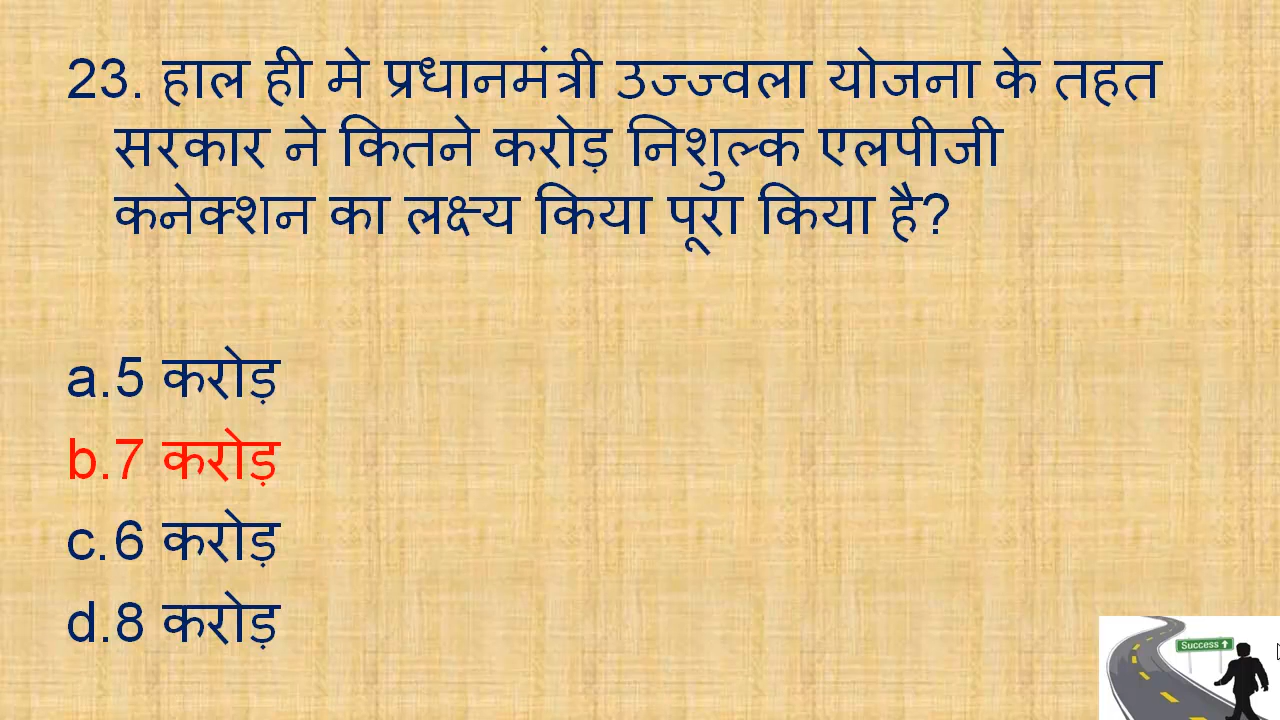 23. हाल ही मे प्रधानमंत्री उज्ज्वला योजना के तहत
सरकार ने कितने करोड़ निशुल्क एलपीजी
कनेक्शन का लक्ष्य किया पूरा किया है?
a.5 करोड़
b.7 करोड़
c.6 करोड़
d.8 करोड़
Success